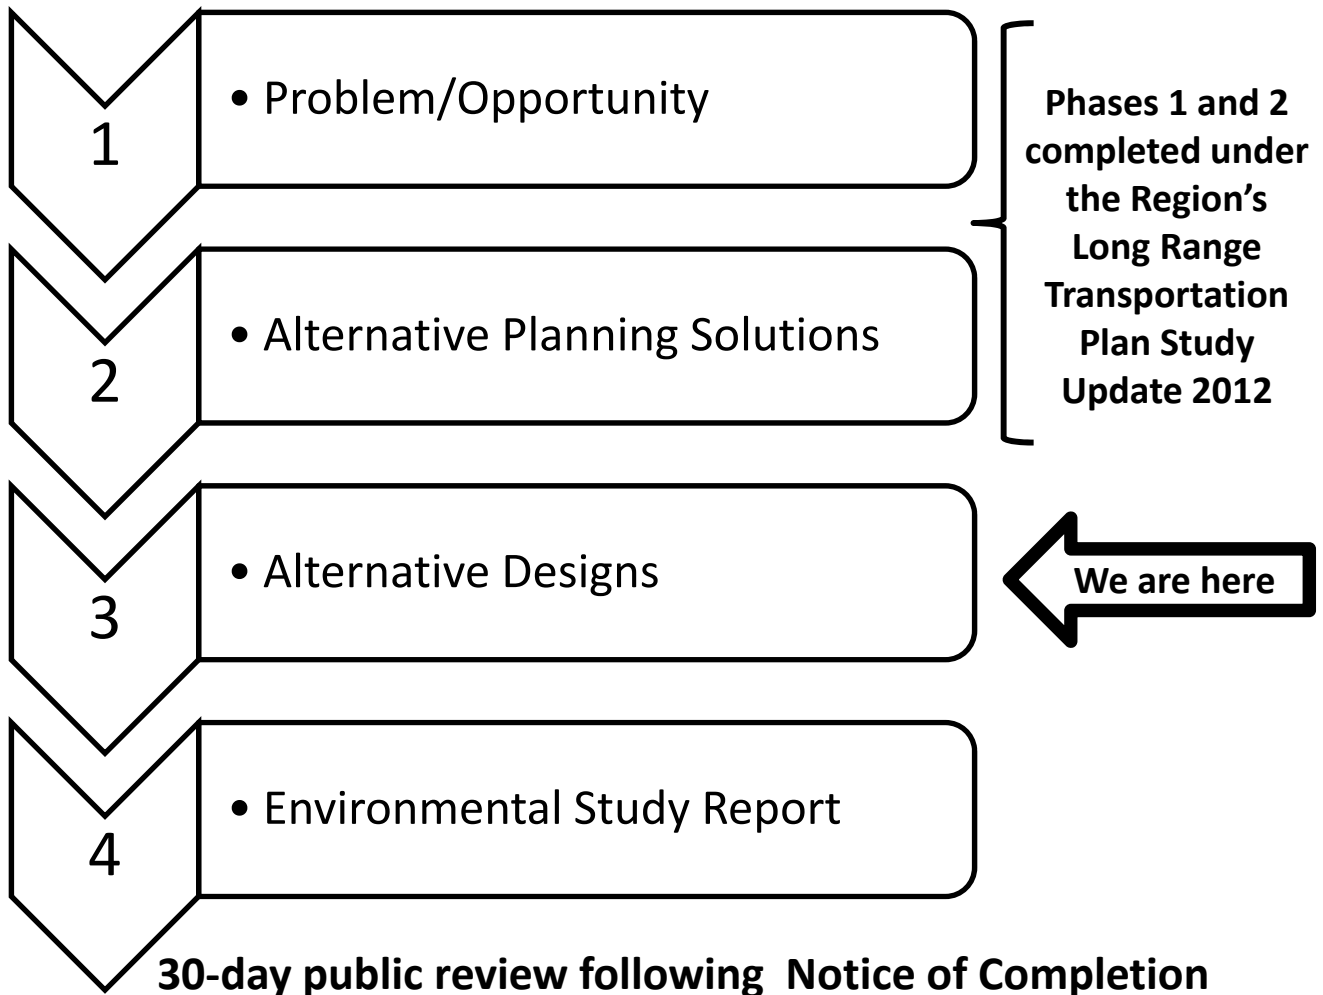 1
• Problem/Opportunity
Phases 1 and 2
completed under
the Region’s
Long Range
Transportation
Plan Study
Update 2012
2
• Alternative Planning Solutions
3
• Alternative Designs
We are here
4
• Environmental Study Report
30-day public review following  Notice of Completion